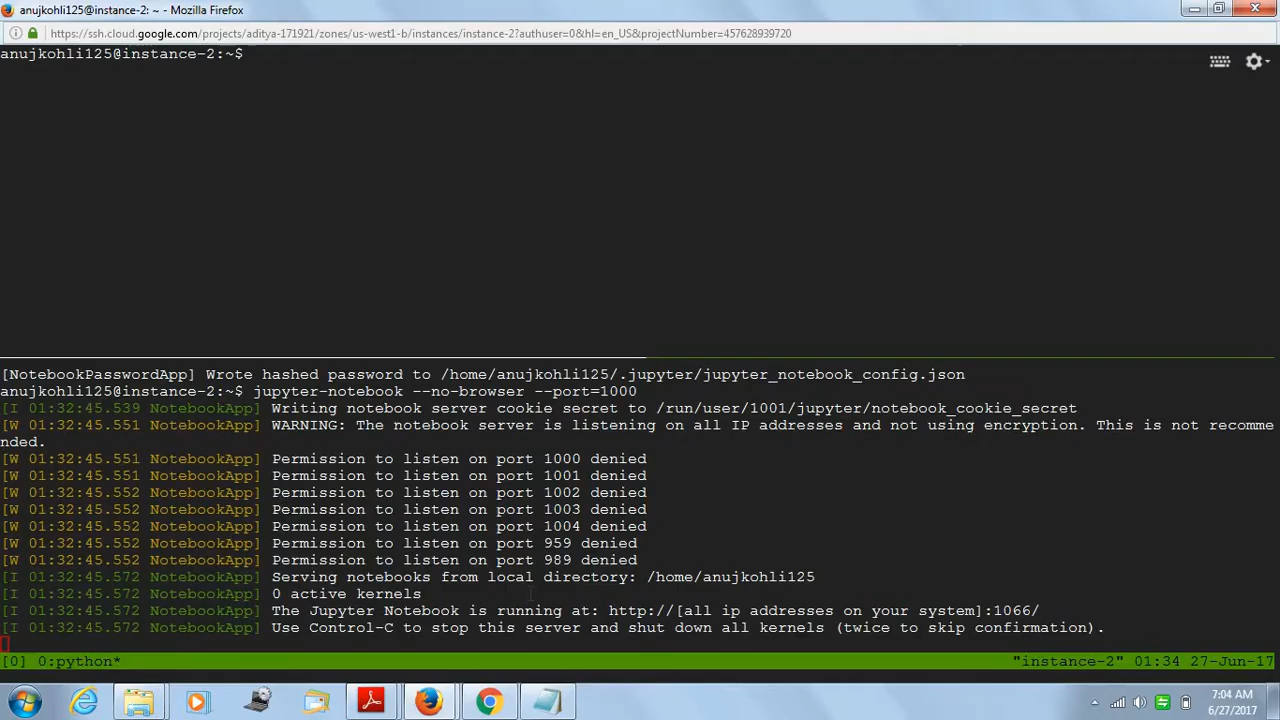 anujkohli125@instance-2: ~ - Mozilla Firefox
https://ssh.cloud.google.com/projects/aditya-171921/zones/us-west1-b/instances/instance-2?authuser=0&hl=en_US&projectNumber=457628939720
anujkohli125@instance-2:~$
[NotebookPasswordApp] Wrote hashed password to /home/anujkohli125/.jupyter/jupyter_notebook_config.json
anujkohli125@instance-2:~$ jupyter-notebook --no-browser --port=1000
[I 01:32:45.539 NotebookApp] Writing notebook server cookie secret to /run/user/1001/jupyter/notebook_cookie_secret
[W 01:32:45.551 NotebookApp] WARNING: The notebook server is listening on all IP addresses and not using encryption. This is not recomme
nded.
[W 01:32:45.551 NotebookApp] Permission to listen on port 1000 denied
[W 01:32:45.551 NotebookApp] Permission to listen on port 1001 denied
[W 01:32:45.552 NotebookApp] Permission to listen on port 1002 denied
[W 01:32:45.552 NotebookApp] Permission to listen on port 1003 denied
[W 01:32:45.552 NotebookApp] Permission to listen on port 1004 denied
[W 01:32:45.552 NotebookApp] Permission to listen on port 959 denied
[W 01:32:45.552 NotebookApp] Permission to listen on port 989 denied
[I 01:32:45.572 NotebookApp] Serving notebooks from local directory: /home/anujkohli125
[I 01:32:45.572 NotebookApp] 0 active kernels
[I 01:32:45.572 NotebookApp] The Jupyter Notebook is running at: http://[all ip addresses on your system]:1066/
[I 01:32:45.572 NotebookApp] Use Control-C to stop this server and shut down all kernels (twice to skip confirmation).
[0] 0:python* "instance-2" 01:34 27-Jun-17
7:04 AM
6/27/2017